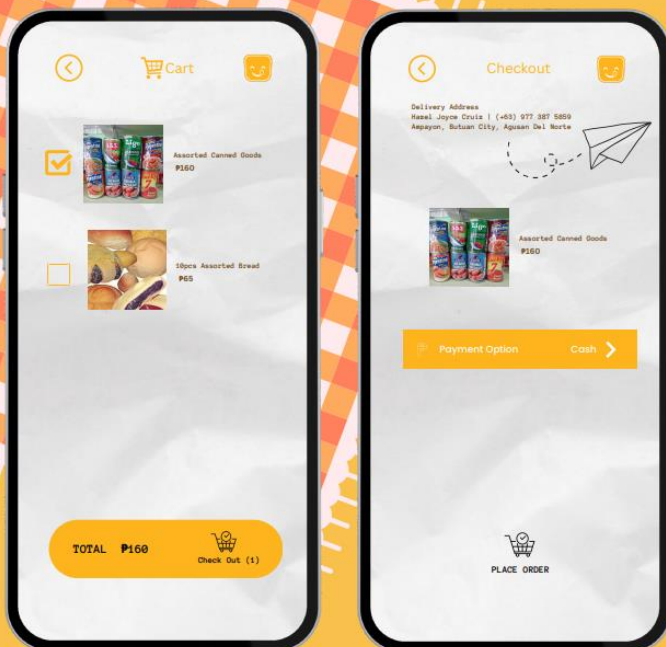 Cart
Assorted Canned Goods
₱160
10pcs Assorted Bread
₱65
TOTAL ₱160
Check Out (1)
Checkout
Delivery Address
Hazel Joyce Cruiz | (+63) 977 387 5859
Ampayon, Butuan City, Agusan Del Norte
Assorted Canned Goods
₱160
Payment Option Cash
PLACE ORDER